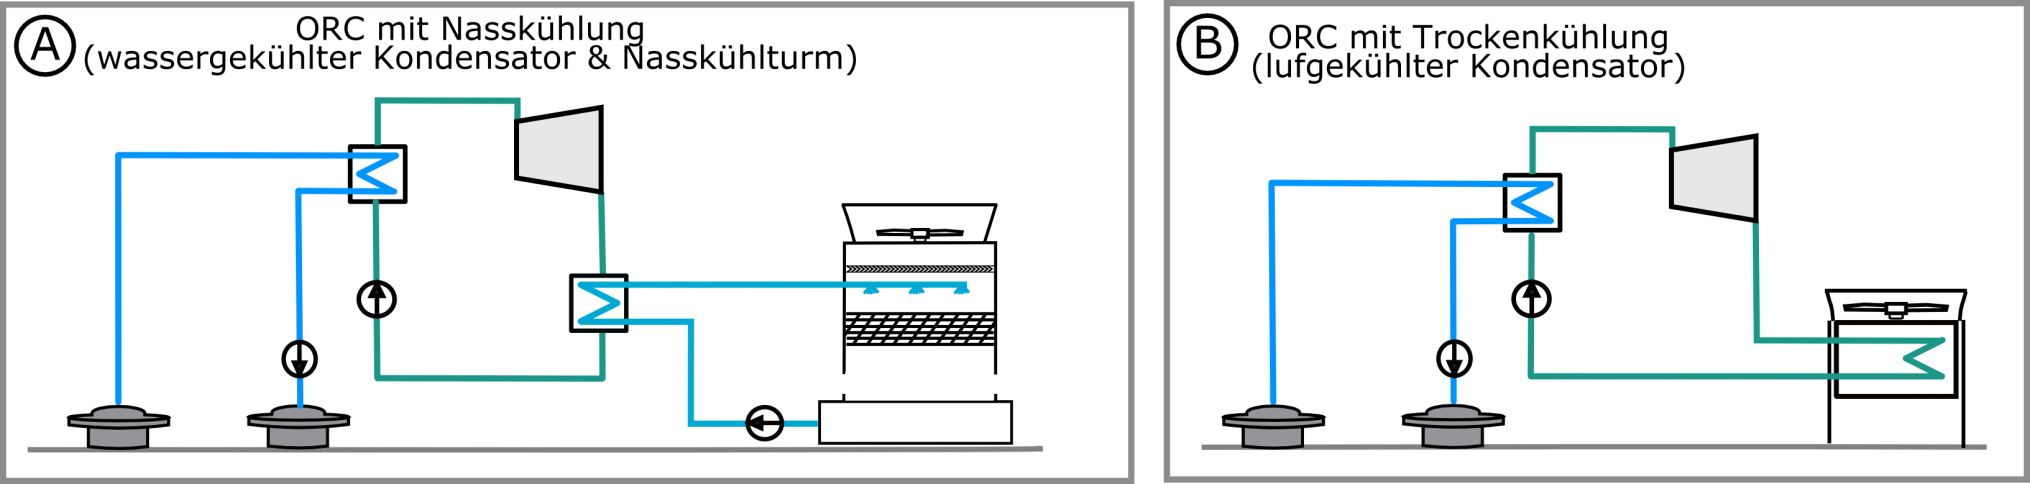 A
ORC mit Nasskühlung
(wassergekühlter Kondensator & Nasskühlturm)
B
ORC mit Trockenkühlung
(lufgekühlter Kondensator)